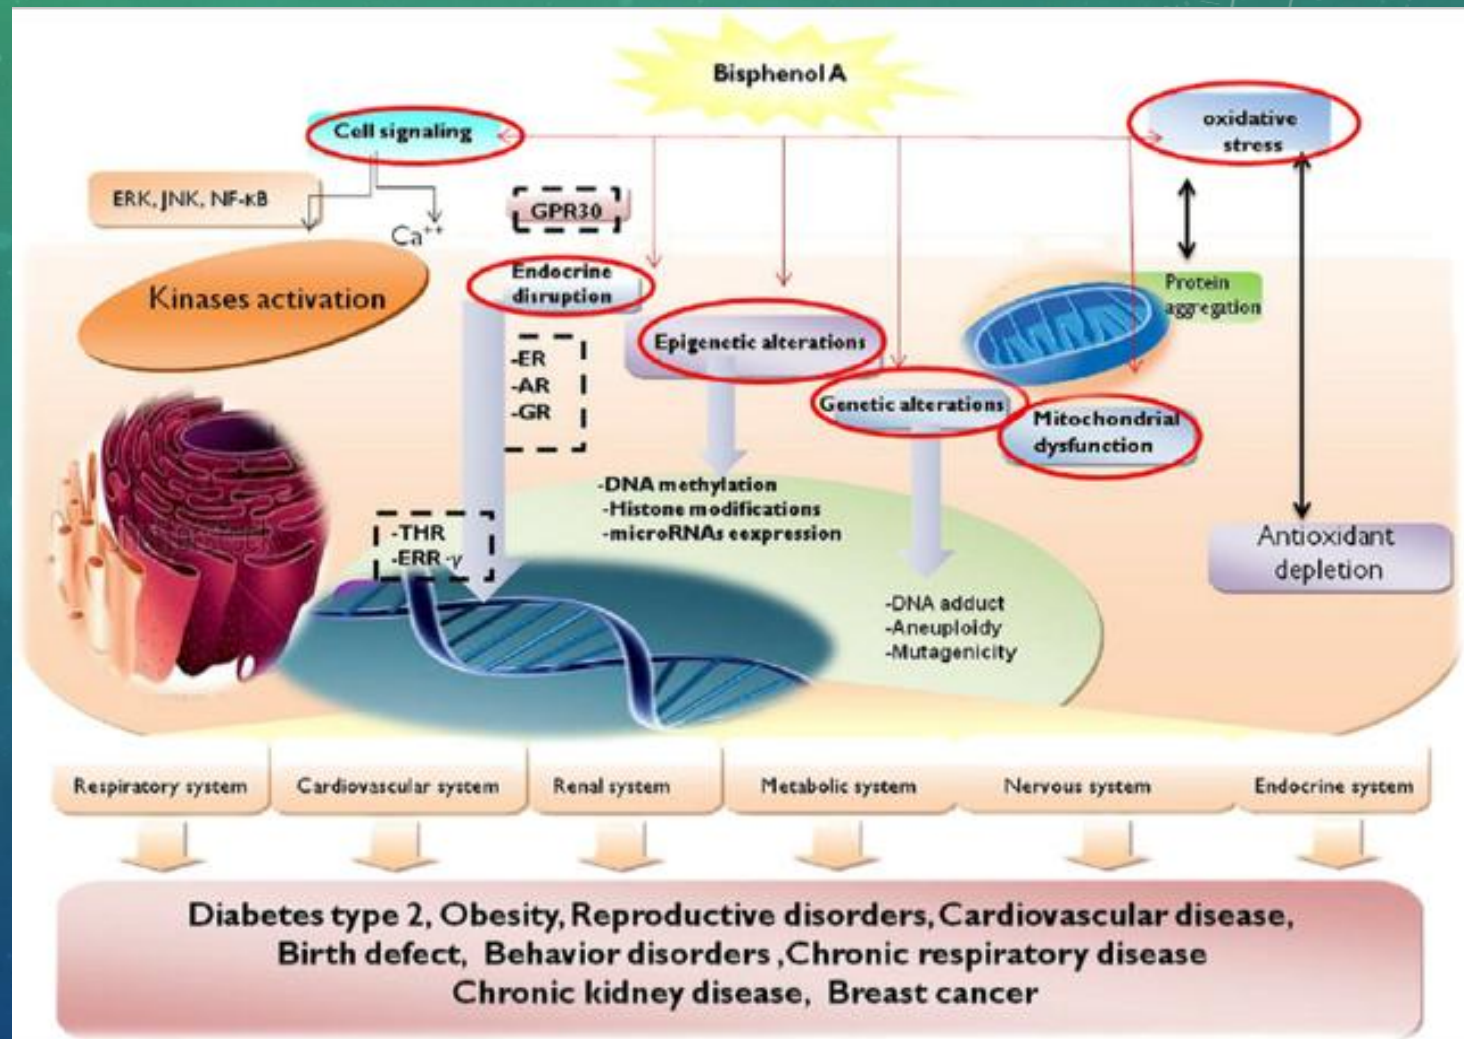 Bisphenol A
Cell signaling
oxidative
stress
ERK, JNK, NF-κB
Ca++
GPR30
Kinases activation
Endocrine
disruption
Protein
aggregation
-ER
-AR
-GR
Epigenetic alterations
Genetic alterations
Mitochondrial
dysfunction
-DNA methylation
-Histone modifications
-microRNAs eexpression
-THR
-ERR -γ
Antioxidant
depletion
-DNA adduct
-Aneuploidy
-Mutagenicity
Respiratory system
Cardiovascular system
Renal system
Metabolic system
Nervous system
Endocrine system
Diabetes type 2, Obesity, Reproductive disorders, Cardiovascular disease,
Birth defect, Behavior disorders ,Chronic respiratory disease
Chronic kidney disease, Breast cancer